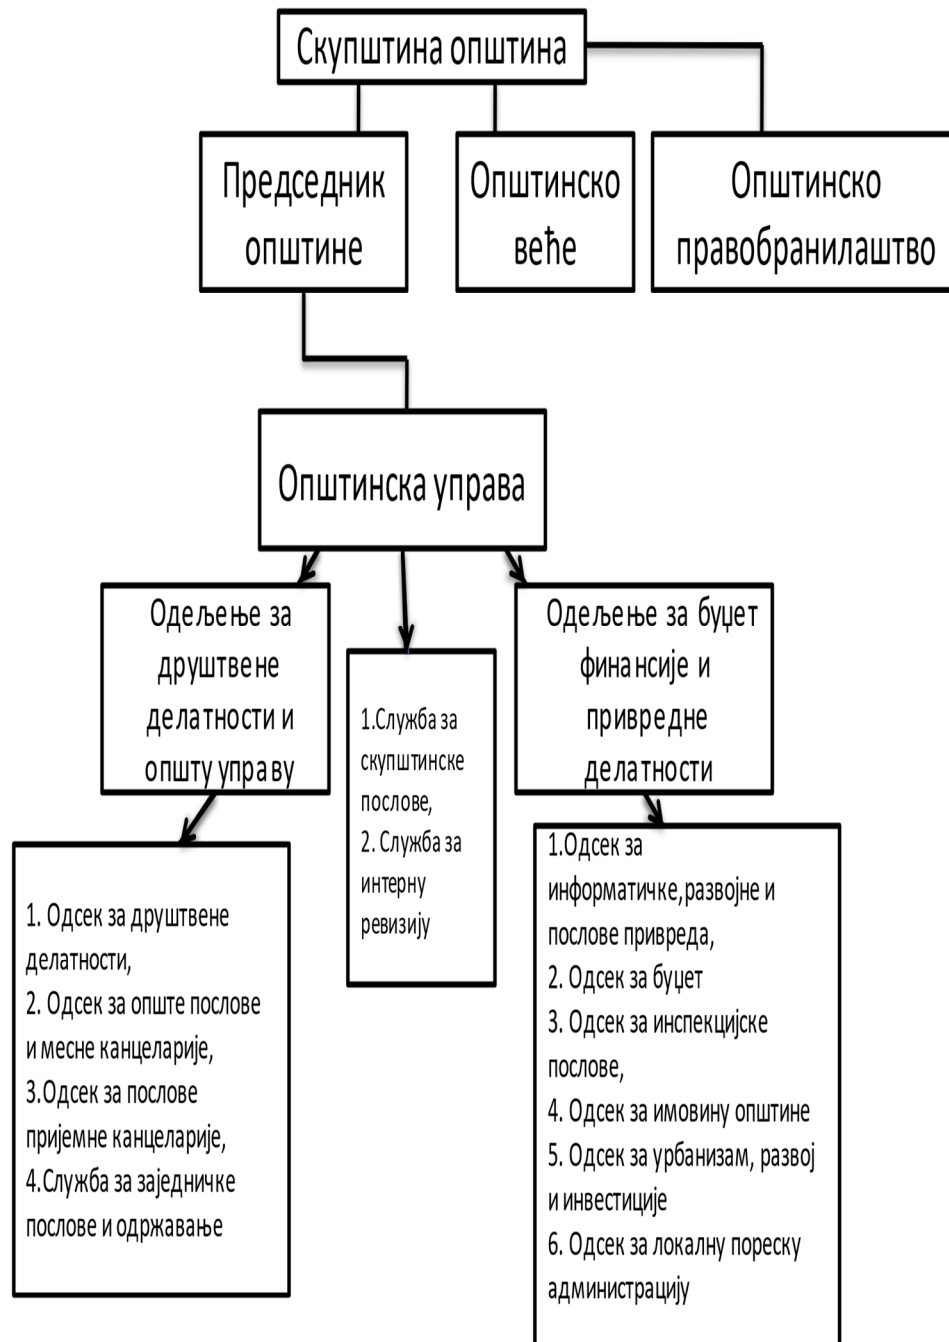 Скупштина општина
Председник
општине
Општинско
веће
Општинско
правобранилаштво
Општинска управа
Одељење за
друштвене
делатности и
општу управу
1.Служба за
скупштинске
послове,
2. Служба за
интерну
ревизију
Одељење за буџет
финансије и
привредне
делатности
1. Одсек за друштвене
делатности,
2. Одсек за опште послове
и месне канцеларије,
3.Одсек за послове
пријемне канцеларије,
4.Служба за заједничке
послове и одржавање
1.Одсек за
информатичке,развојне и
послове привреда,
2. Одсек за буџет
3. Одсек за инспекцијске
послове,
4. Одсек за имовину општине
5. Одсек за урбанизам, развој
и инвестиције
6. Одсек за локалну пореску
администрацију